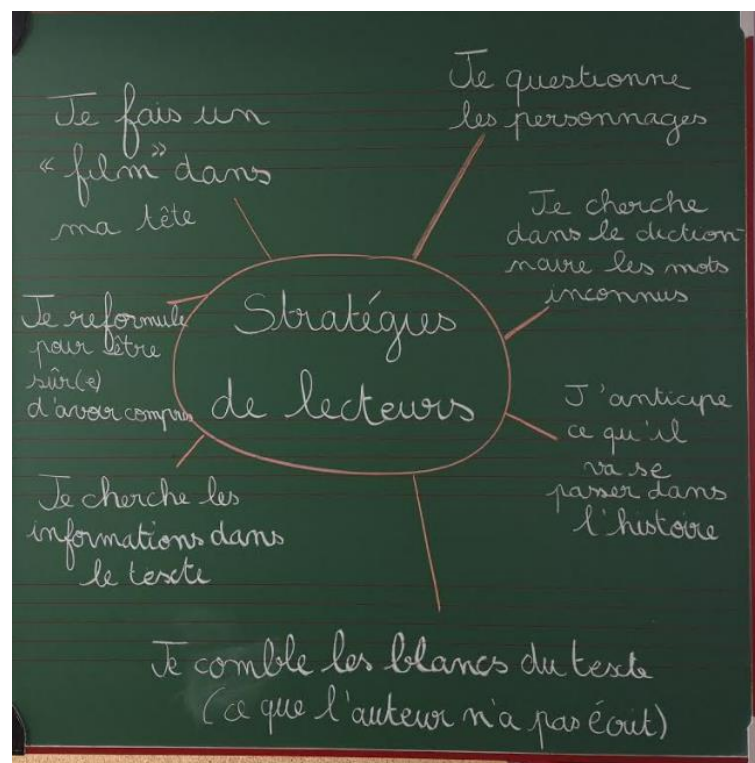 Je fais un
“film” dans
ma tête
Je questionne
les personnages
Je cherche
dans le diction-
naire les mots
inconnus
Stratégies
de lecteurs
Je reformule
pour être
sûr(e)
d'avoir compris
J'anticipe
ce qu'il
va se
passer dans
l'histoire
Je cherche les
informations dans
le texte
Je comble les blancs du texte
(ce que l'auteur n'a pas écrit)